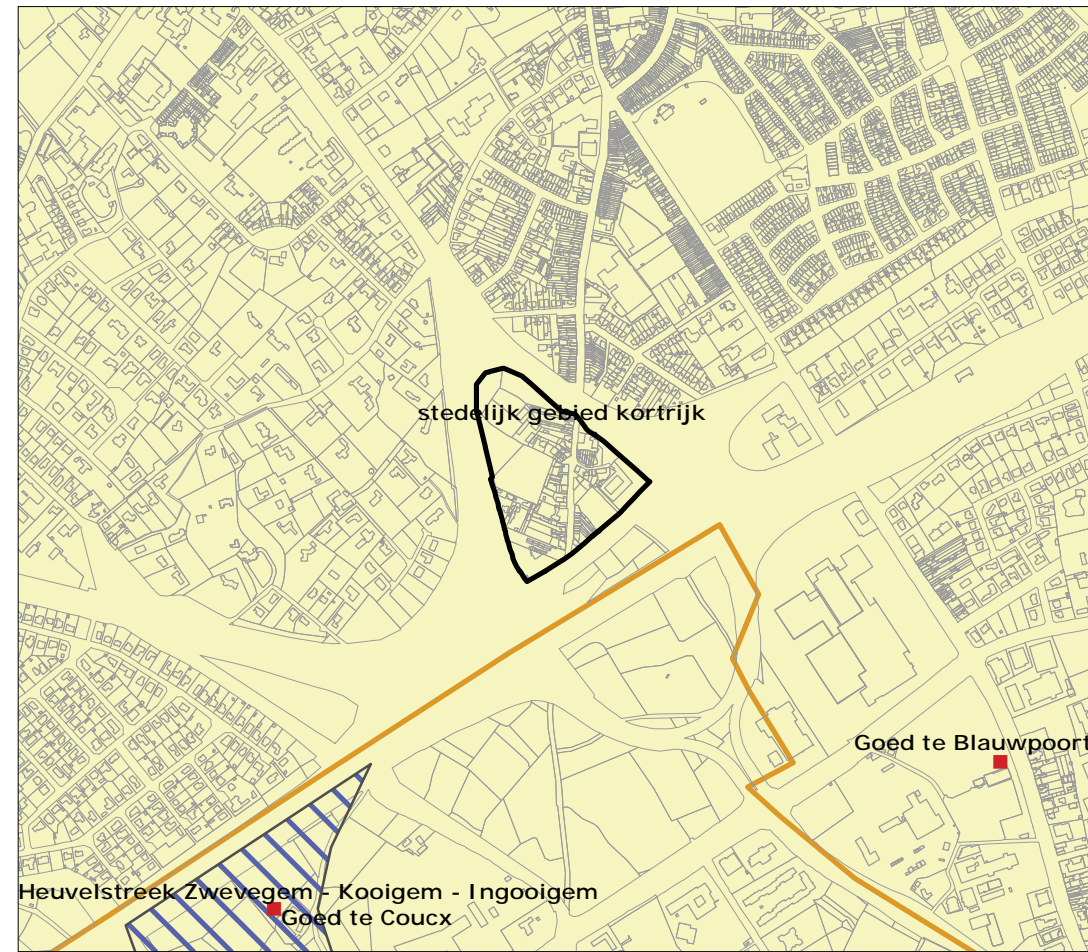 stedelijk gebied kortrijk
Goed te Blauwpoort
Heuvelstreek Zwevegem - Kooigem - Ingooigem
Goed te Coucx